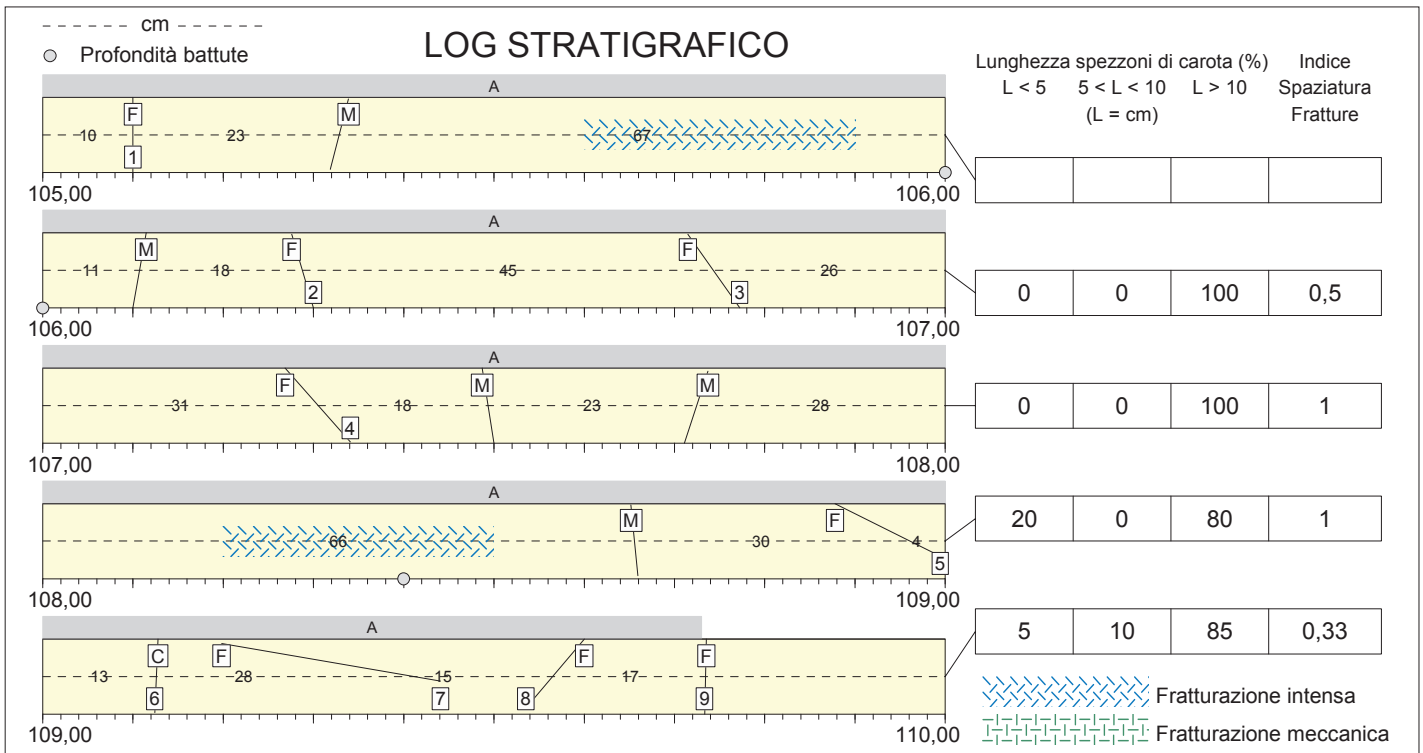 cm
Profondità battute
LOG STRATIGRAFICO
Lunghezza spezzoni di carota (%)
Indice
L < 5
5 < L < 10
L > 10
Spaziatura
(L = cm)
Fratture
A
F
M
10
23
67
1
105,00
106,00
A
M
F
F
11
18
45
26
2
3
106,00
107,00
0
0
100
0,5
A
F
M
M
31
18
23
28
4
107,00
108,00
0
0
100
1
A
M
F
66
30
4
5
108,00
109,00
20
0
80
1
A
C
F
F
F
13
28
15
17
6
7
8
9
109,00
110,00
5
10
85
0,33
Fratturazione intensa
Fratturazione meccanica